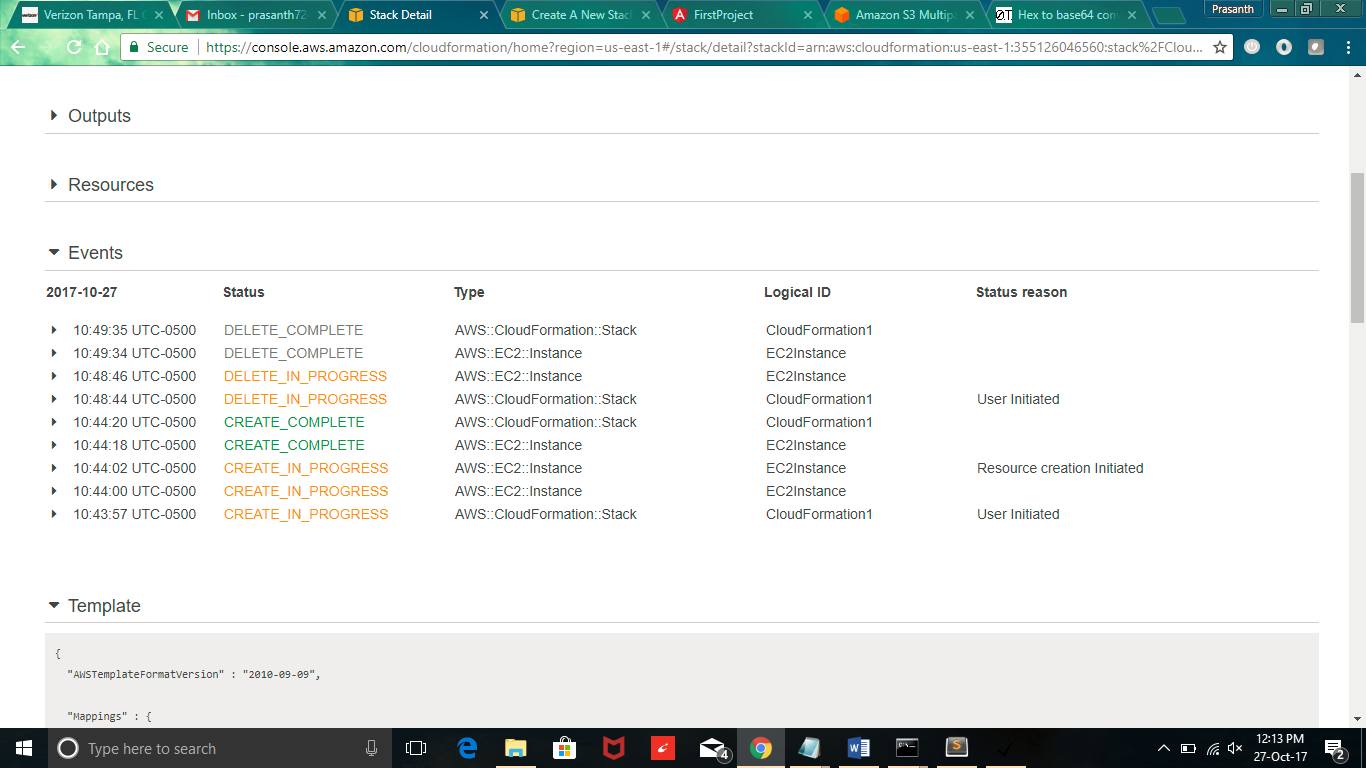 Verizon Tampa, FL
Inbox - prasanth72
Stack Detail
Create A New Stac
FirstProject
Amazon S3 Multipa
Hex to base64 con
Prasanth
Secure
https://console.aws.amazon.com/cloudformation/home?region=us-east-1#/stack/detail?stackId=arn:aws:cloudformation:us-east-1:355126046560:stack%2FClou...
Outputs
Resources
Events
2017-10-27 Status Type Logical ID Status reason
10:49:35 UTC-0500 DELETE_COMPLETE AWS::CloudFormation::Stack CloudFormation1
10:49:34 UTC-0500 DELETE_COMPLETE AWS::EC2::Instance EC2Instance
10:48:46 UTC-0500 DELETE_IN_PROGRESS AWS::EC2::Instance EC2Instance
10:48:44 UTC-0500 DELETE_IN_PROGRESS AWS::CloudFormation::Stack CloudFormation1 User Initiated
10:44:20 UTC-0500 CREATE_COMPLETE AWS::CloudFormation::Stack CloudFormation1
10:44:18 UTC-0500 CREATE_COMPLETE AWS::EC2::Instance EC2Instance
10:44:02 UTC-0500 CREATE_IN_PROGRESS AWS::EC2::Instance EC2Instance Resource creation Initiated
10:44:00 UTC-0500 CREATE_IN_PROGRESS AWS::EC2::Instance EC2Instance
10:43:57 UTC-0500 CREATE_IN_PROGRESS AWS::CloudFormation::Stack CloudFormation1 User Initiated
Template
{
"AWSTemplateFormatVersion" : "2010-09-09",
"Mappings" : {
Type here to search
4
12:13 PM
27-Oct-17
2